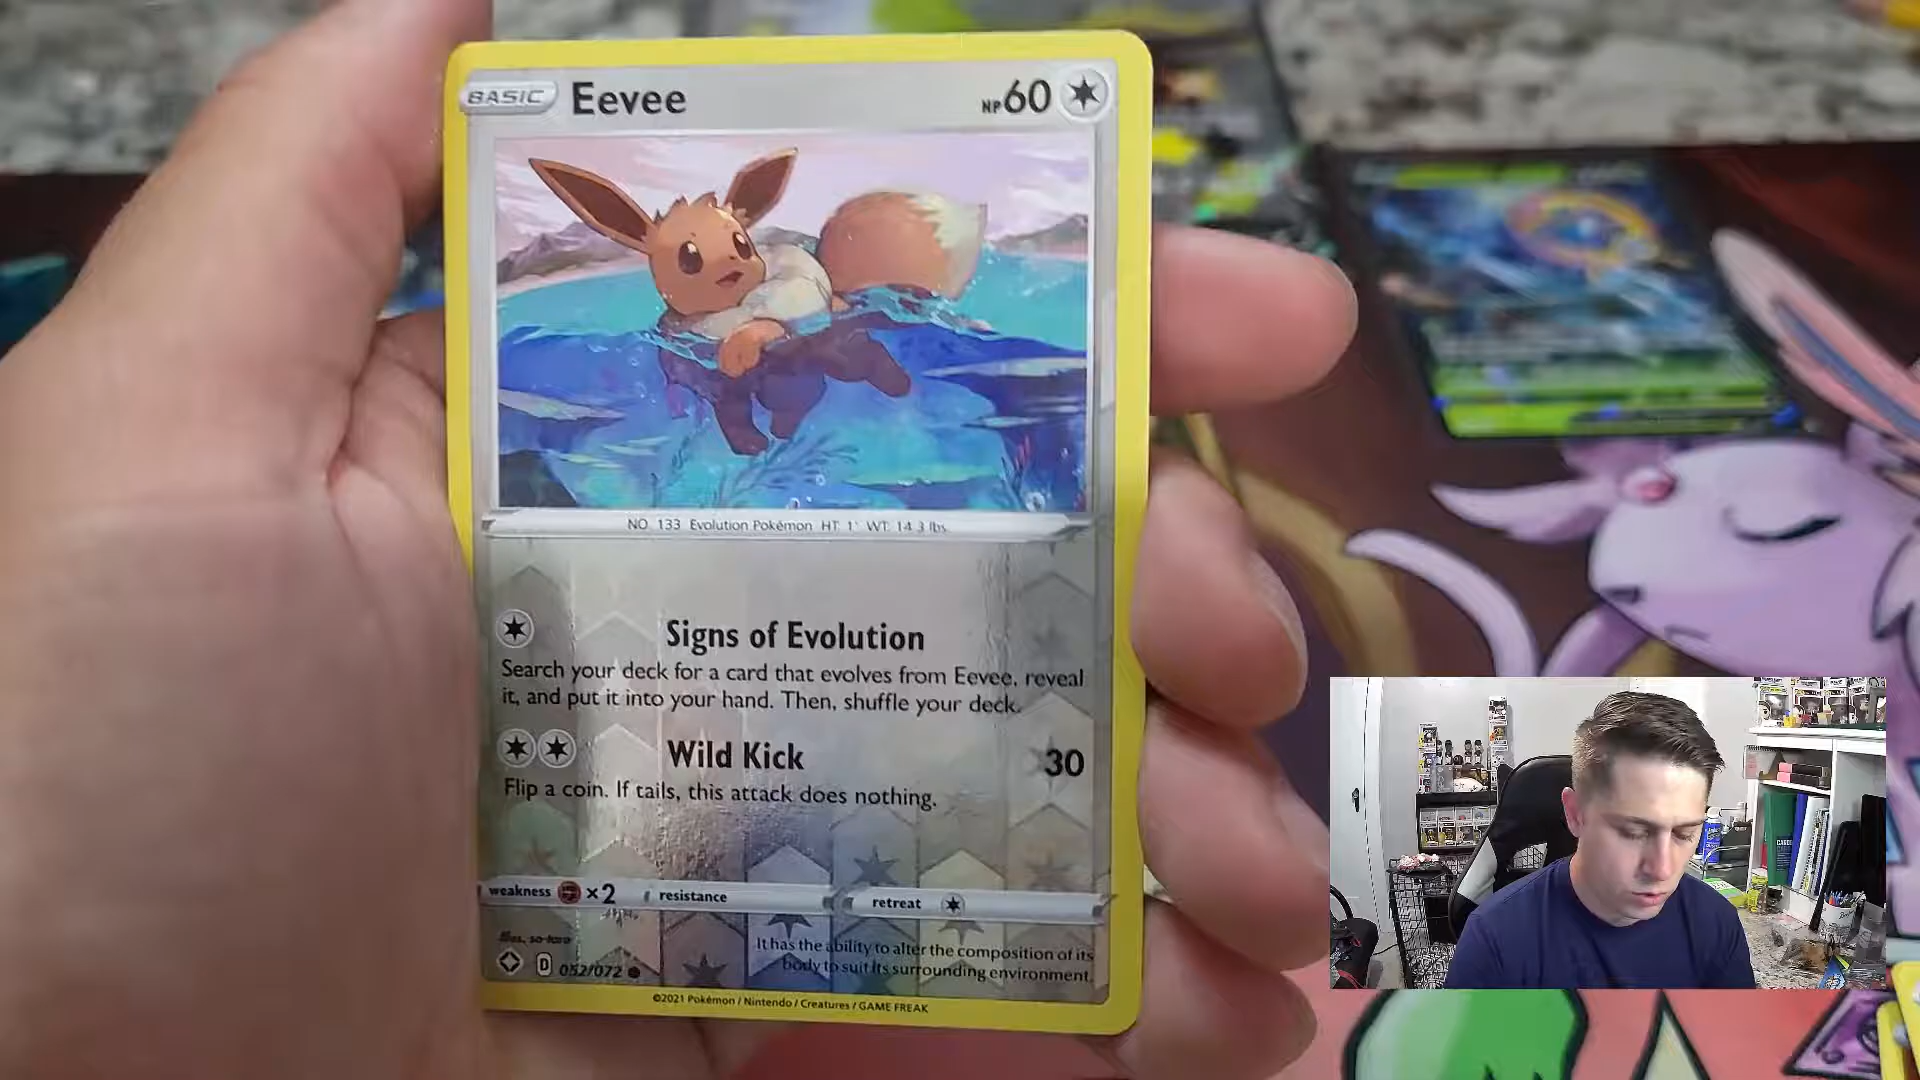 BASIC Eevee HP60
NO. 133 Evolution Pokémon HT: 1' WT: 14.3 lbs.
Signs of Evolution
Search your deck for a card that evolves from Eevee, reveal
it, and put it into your hand. Then, shuffle your deck.
Wild Kick 30
Flip a coin. If tails, this attack does nothing.
weakness ×2 resistance retreat
Illus. so-taro
D 052/072
It has the ability to alter the composition of its
body to suit its surrounding environment.
©2021 Pokémon / Nintendo / Creatures / GAME FREAK